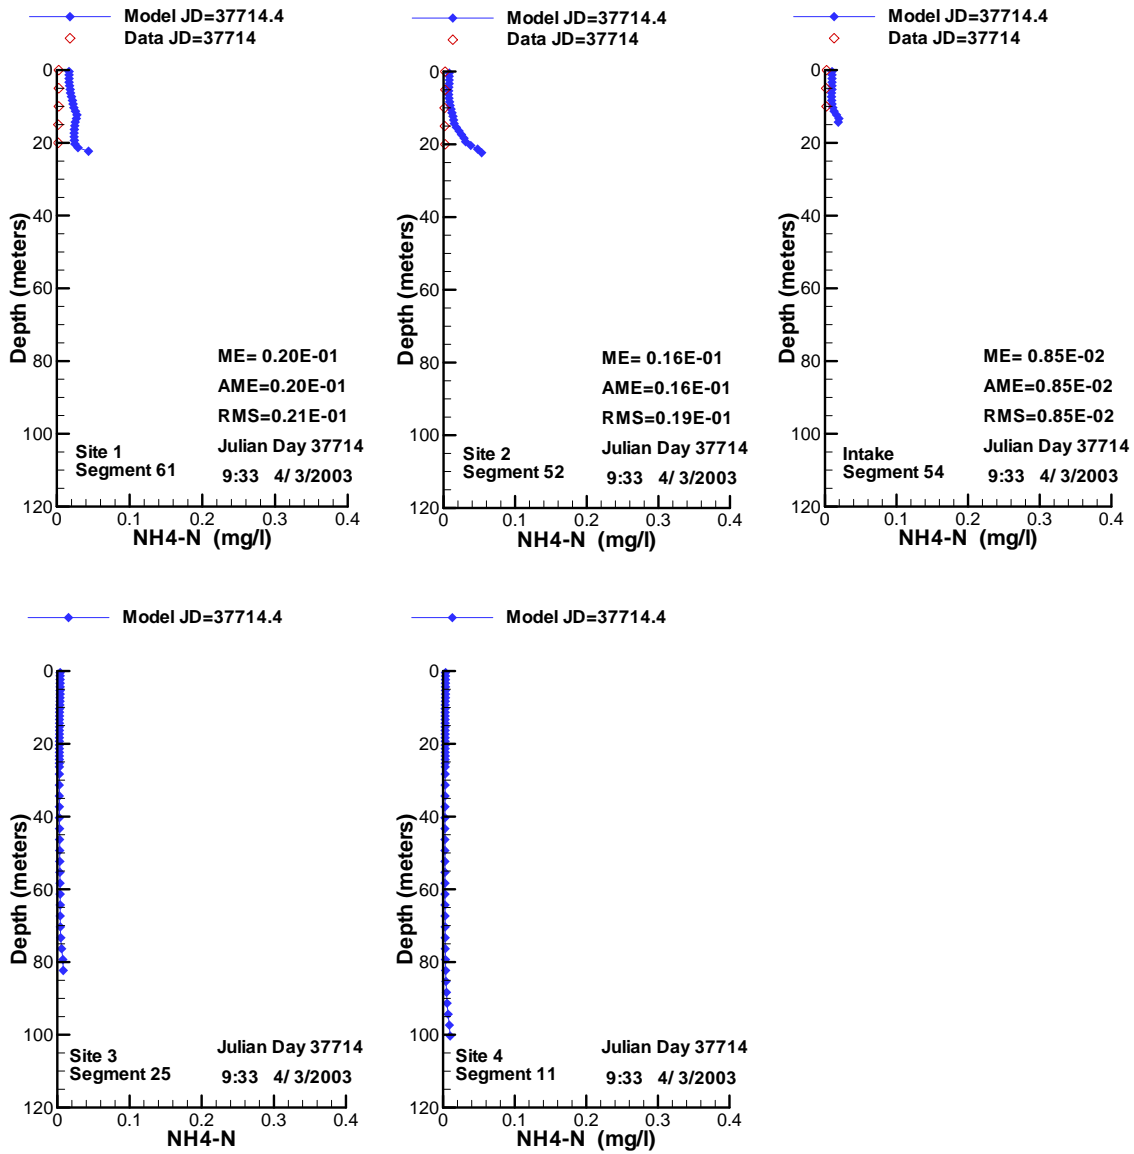 Model JD=37714.4
Data JD=37714
0
20
40
60
80
100
120
Depth (meters)
ME= 0.20E-01
AME=0.20E-01
RMS=0.21E-01
Site 1
Segment 61
Julian Day 37714
9:33 4/ 3/2003
0 0.1 0.2 0.3 0.4
NH4-N (mg/l)
Model JD=37714.4
Data JD=37714
0
20
40
60
80
100
120
Depth (meters)
ME= 0.16E-01
AME=0.16E-01
RMS=0.19E-01
Site 2
Segment 52
Julian Day 37714
9:33 4/ 3/2003
0 0.1 0.2 0.3 0.4
NH4-N (mg/l)
Model JD=37714.4
Data JD=37714
0
20
40
60
80
100
120
Depth (meters)
ME= 0.85E-02
AME=0.85E-02
RMS=0.85E-02
Intake
Segment 54
Julian Day 37714
9:33 4/ 3/2003
0 0.1 0.2 0.3 0.4
NH4-N (mg/l)
Model JD=37714.4
0
20
40
60
80
100
120
Depth (meters)
Site 3
Segment 25
Julian Day 37714
9:33 4/ 3/2003
0 0.1 0.2 0.3 0.4
NH4-N
Model JD=37714.4
0
20
40
60
80
100
120
Depth (meters)
Site 4
Segment 11
Julian Day 37714
9:33 4/ 3/2003
0 0.1 0.2 0.3 0.4
NH4-N (mg/l)